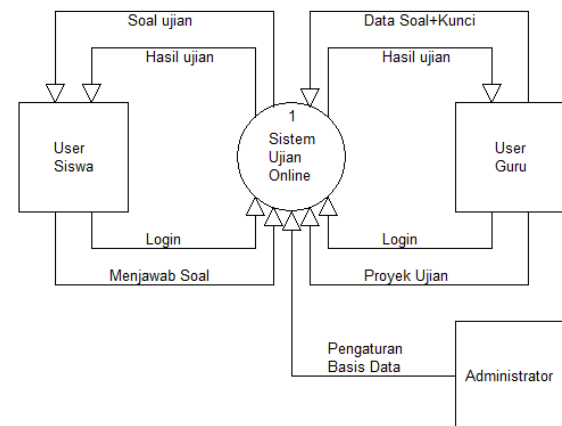 Soal ujian
Data Soal+Kunci
Hasil ujian
Hasil ujian
1
Sistem
Ujian
Online
User
Siswa
User
Guru
Login
Login
Menjawab Soal
Proyek Ujian
Pengaturan
Basis Data
Administrator